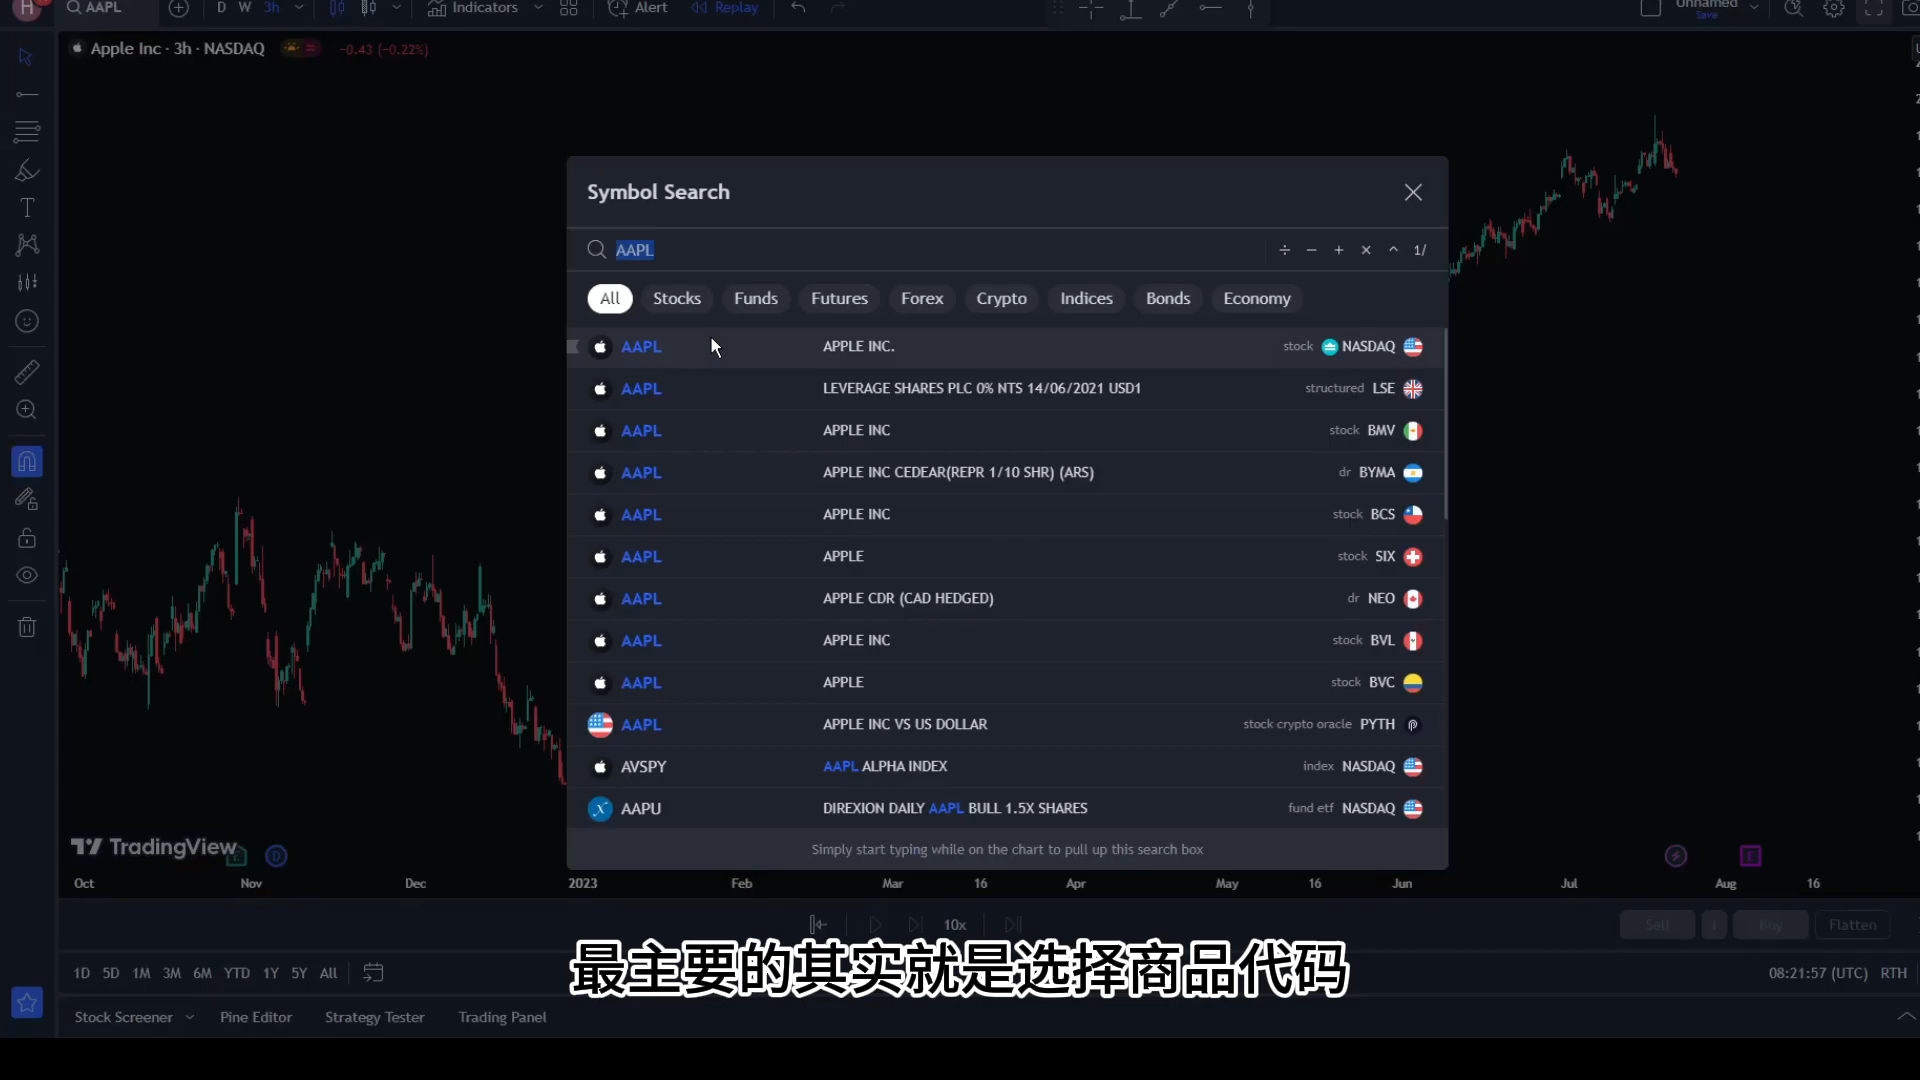 H AAPL D W 3h Indicators Alert Replay Unnamed
Save
Apple Inc · 3h · NASDAQ −0.43 (−0.22%)
Symbol Search
AAPL ÷ − + × ^ 1/
All Stocks Funds Futures Forex Crypto Indices Bonds Economy
AAPL APPLE INC. stock NASDAQ
AAPL LEVERAGE SHARES PLC 0% NTS 14/06/2021 USD1 structured LSE
AAPL APPLE INC stock BMV
AAPL APPLE INC CEDEAR(REPR 1/10 SHR) (ARS) dr BYMA
AAPL APPLE INC stock BCS
AAPL APPLE stock SIX
AAPL APPLE CDR (CAD HEDGED) dr NEO
AAPL APPLE INC stock BVL
AAPL APPLE stock BVC
AAPL APPLE INC VS US DOLLAR stock crypto oracle PYTH
AVSPY AAPL ALPHA INDEX index NASDAQ
AAPU DIREXION DAILY AAPL BULL 1.5X SHARES fund etf NASDAQ
Simply start typing while on the chart to pull up this search box
TradingView E D E
Oct Nov Dec 2023 Feb Mar 16 Apr May 16 Jun Jul Aug 16
10x Sell 1 Buy Flatten
最主要的其实就是选择商品代码
1D 5D 1M 3M 6M YTD 1Y 5Y All 08:21:57 (UTC) RTH
Stock Screener Pine Editor Strategy Tester Trading Panel